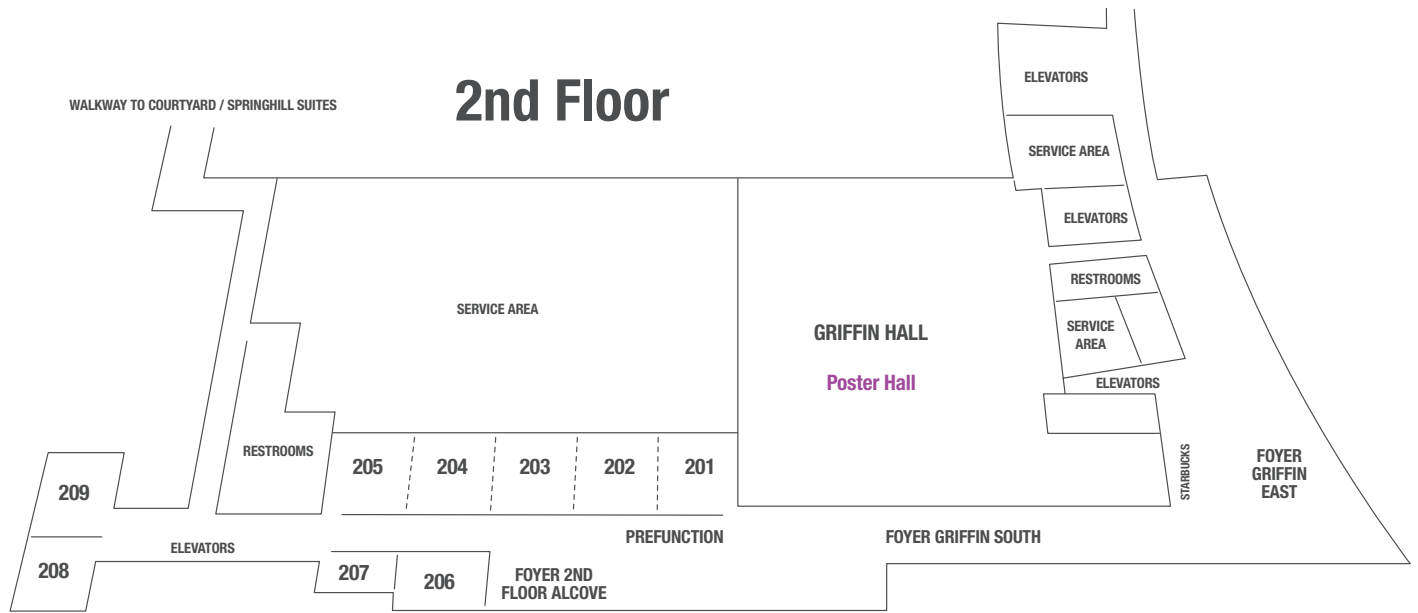 2nd Floor
WALKWAY TO COURTYARD / SPRINGHILL SUITES
ELEVATORS
SERVICE AREA
ELEVATORS
RESTROOMS
SERVICE AREA
GRIFFIN HALL
SERVICE
AREA
Poster Hall
ELEVATORS
RESTROOMS
205
204
203
202
201
STARBUCKS
FOYER
GRIFFIN
EAST
209
PREFUNCTION
FOYER GRIFFIN SOUTH
ELEVATORS
208
207
206
FOYER 2ND
FLOOR ALCOVE